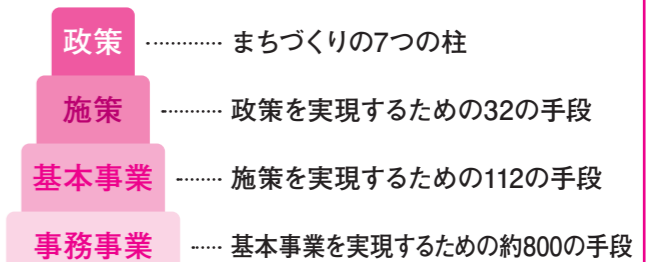 政策 ………… まちづくりの7つの柱
施策 ……… 政策を実現するための32の手段
基本事業 …… 施策を実現するための112の手段
事務事業 …… 基本事業を実現するための約800の手段